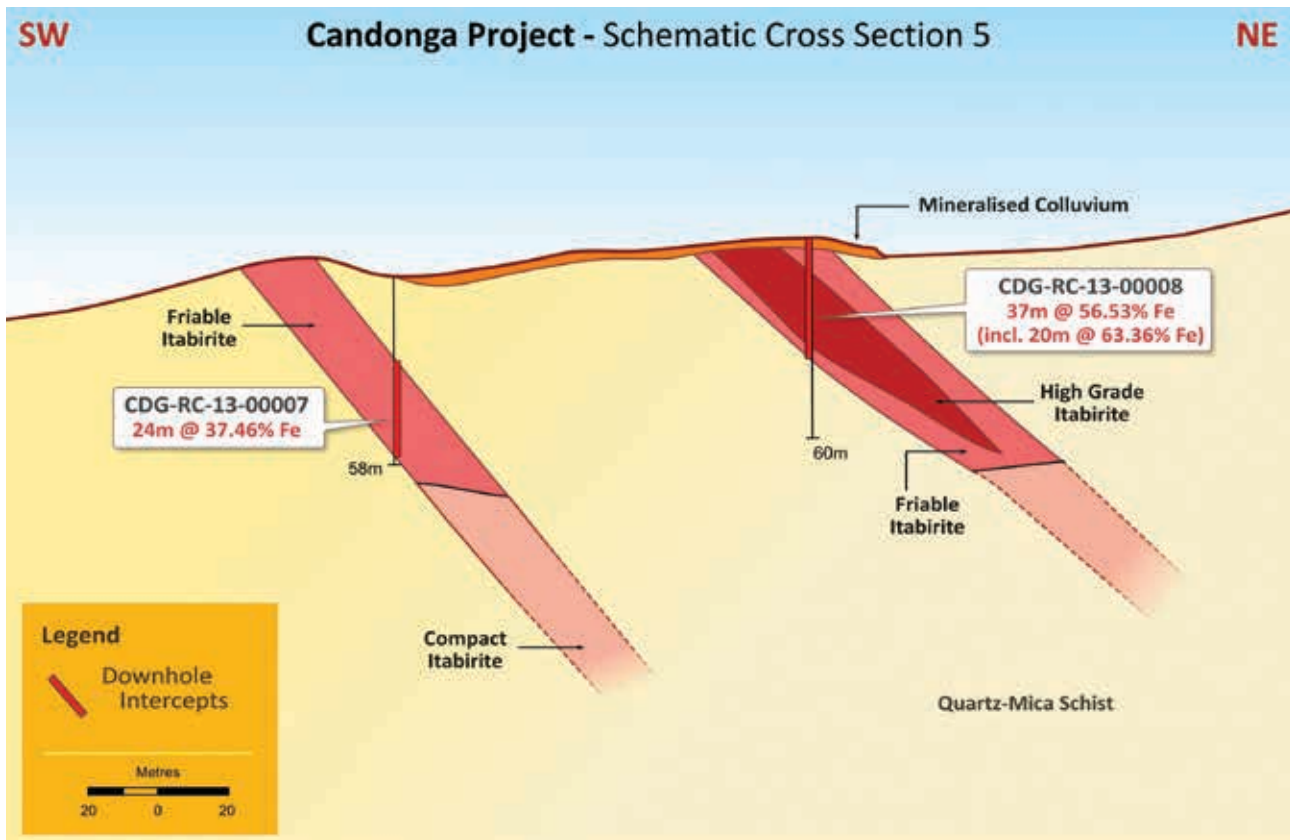 SW
Candonga Project - Schematic Cross Section 5
NE
Mineralised Colluvium
CDG-RC-13-00008
37m @ 56.53% Fe
(incl. 20m @ 63.36% Fe)
Friable
Itabirite
CDG-RC-13-00007
24m @ 37.46% Fe
High Grade
Itabirite
58m
60m
Friable
Itabirite
Compact
Itabirite
Quartz-Mica Schist
Legend
Downhole
Intercepts
Metres
20 0 20